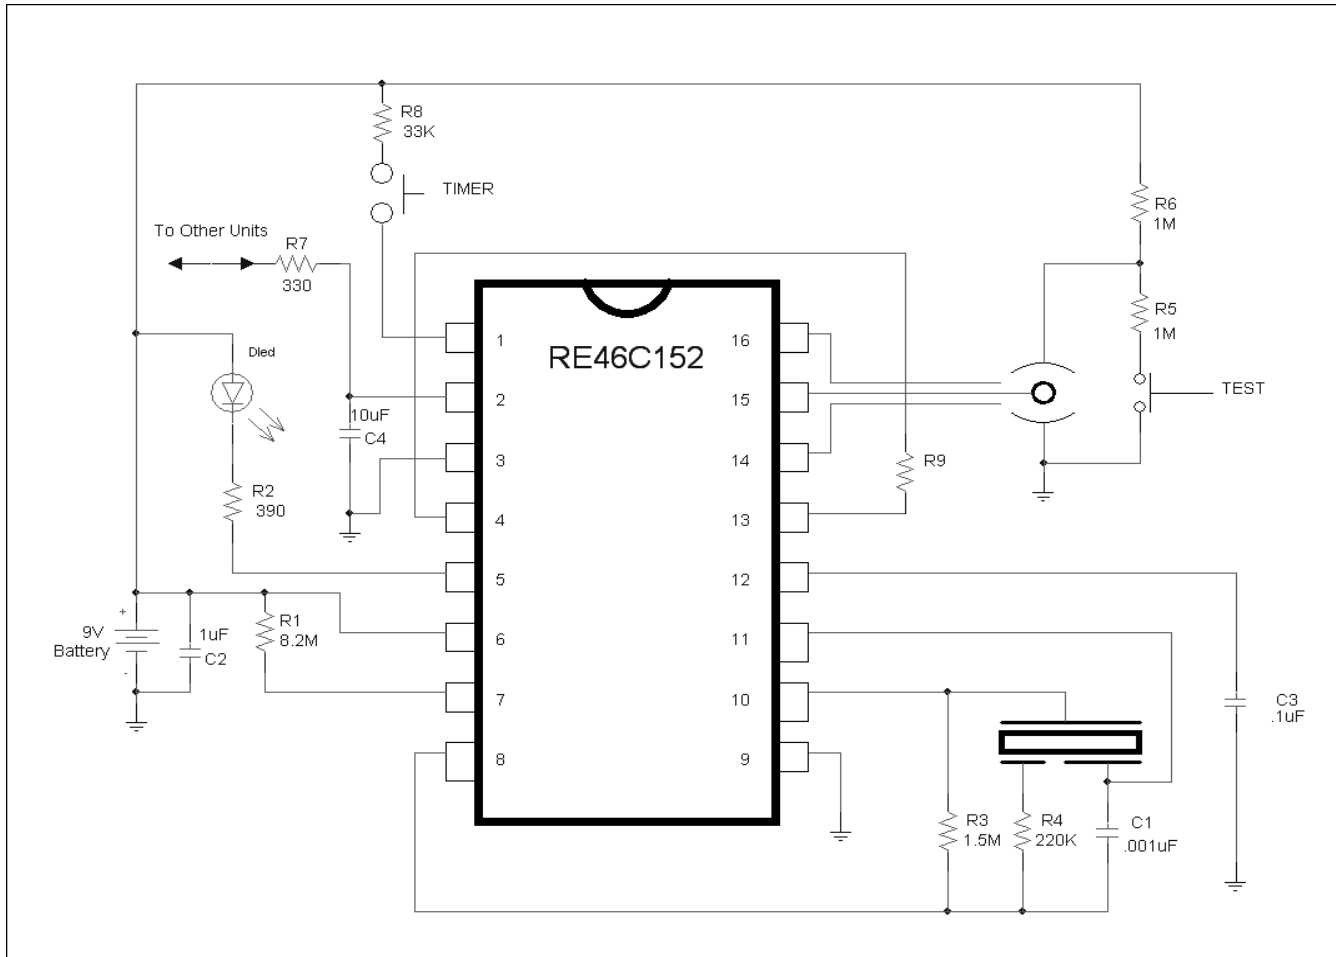 R8
33K
TIMER
To Other Units
R7
330
R6
1M
R5
1M
TEST
Dled
RE46C152
1
2
3
4
5
6
7
8
16
15
14
13
12
11
10
9
10uF
C4
R9
R2
390
+
9V
Battery
-
1uF
C2
R1
8.2M
C3
.1uF
R3
1.5M
R4
220K
C1
.001uF